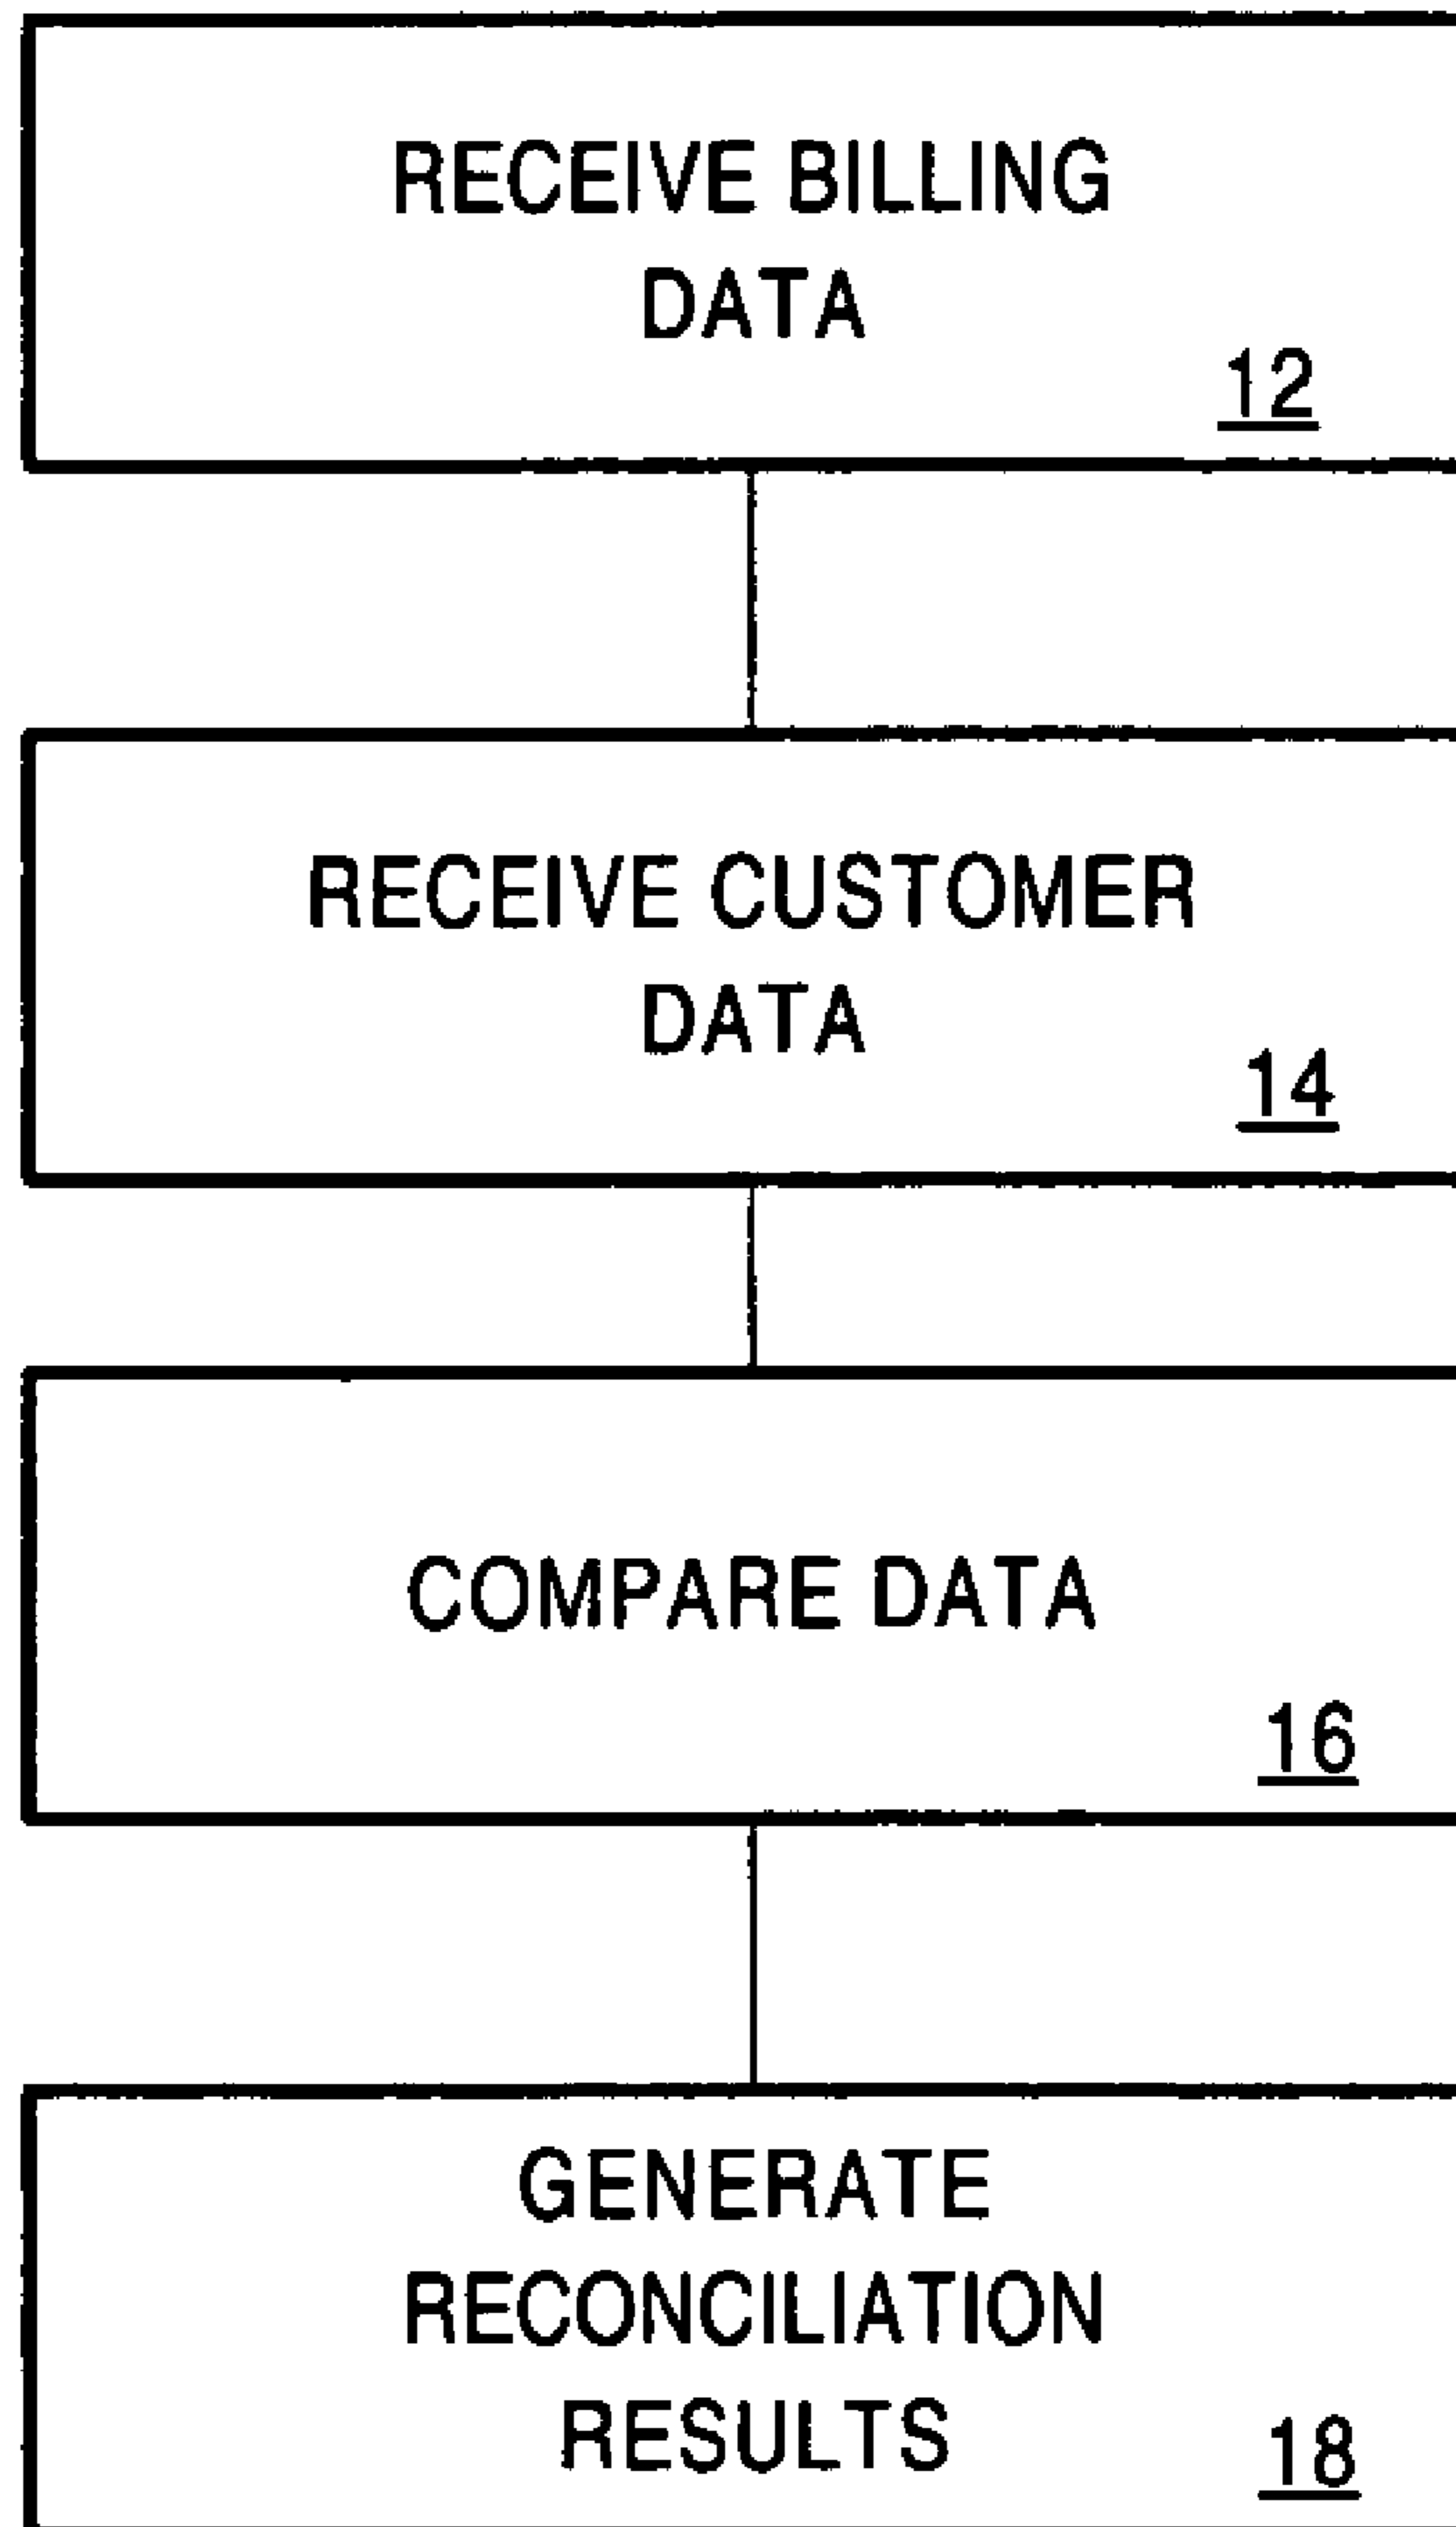 RECEIVE BILLING
DATA
12
RECEIVE CUSTOMER
DATA
14
COMPARE DATA
16
GENERATE
RECONCILIATION
RESULTS
18